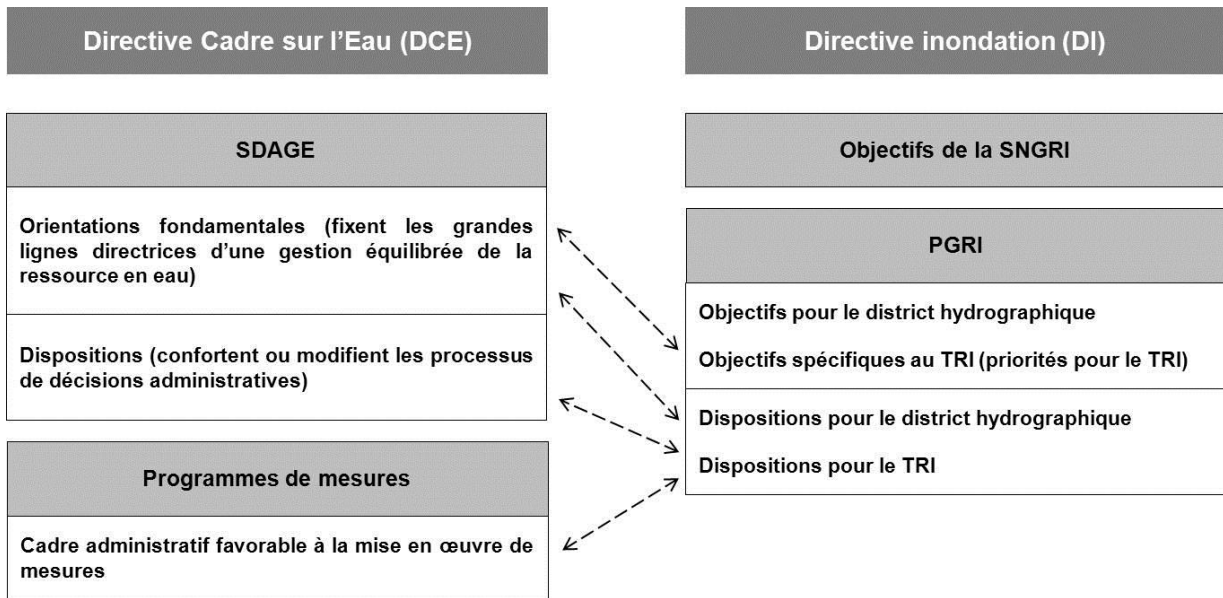 Directive Cadre sur l’Eau (DCE)
SDAGE
Orientations fondamentales (fixent les grandes
lignes directrices d’une gestion équilibrée de la
ressource en eau)
Dispositions (confortent ou modifient les processus
de décisions administratives)
Programmes de mesures
Cadre administratif favorable à la mise en œuvre de
mesures
Directive inondation (DI)
Objectifs de la SNGRI
PGRI
Objectifs pour le district hydrographique
Objectifs spécifiques au TRI (priorités pour le TRI)
Dispositions pour le district hydrographique
Dispositions pour le TRI